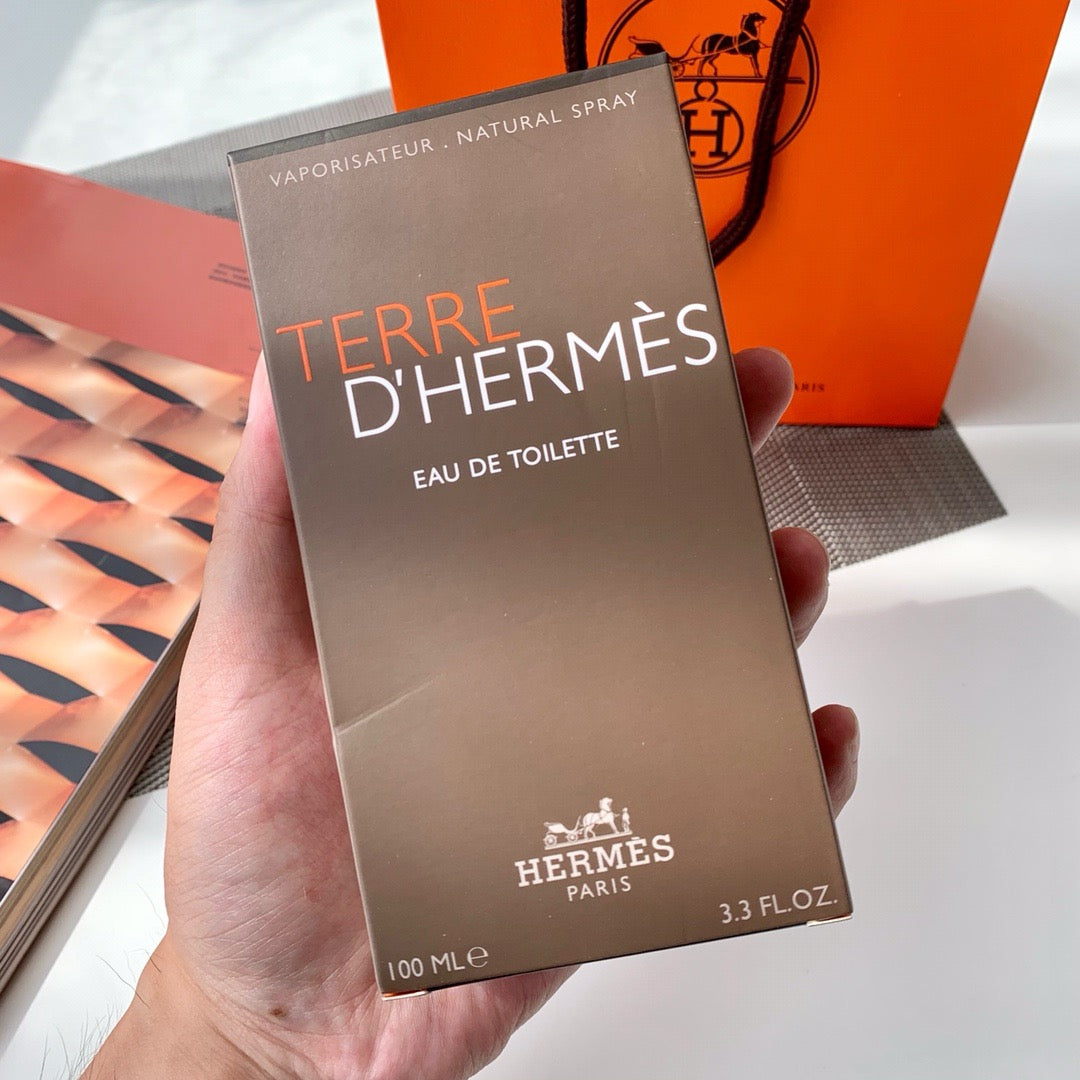 VAPORISATEUR . NATURAL SPRAY
TERRE
D'HERMÈS
EAU DE TOILETTE
HERMÈS
PARIS
100 ML℮
3.3 FL.OZ.
H